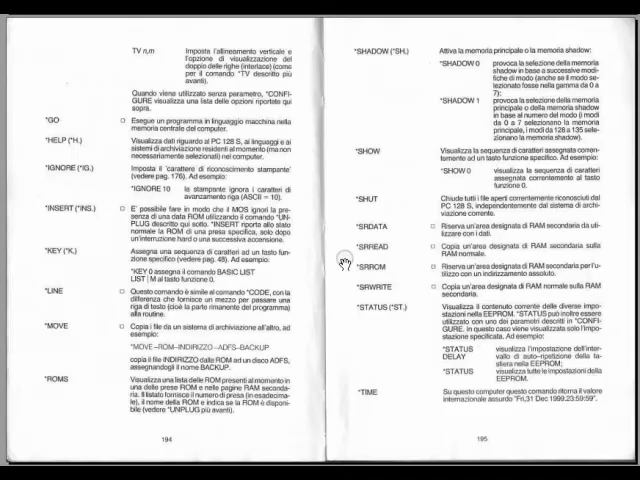 TV n,m Imposta l'allineamento verticale e
l'opzione di visualizzazione del
doppio delle righe (interlace) (come
per il comando *TV descritto più
avanti).
Quando viene utilizzato senza parametro, *CONFI-
GURE visualizza una lista delle opzioni riportate qui
sopra.
*GO □ Esegue un programma in linguaggio macchina nella
memoria centrale del computer.
*HELP (*H.) Visualizza dati riguardo al PC 128 S, ai linguaggi e ai
sistemi di archiviazione residenti al momento (ma non
necessariamente selezionati) nel computer.
*IGNORE (*IG.) Imposta il 'carattere di riconoscimento stampante'
(vedere pag. 176). Ad esempio:
*IGNORE 10 la stampante ignora i caratteri di
avanzamento riga (ASCII = 10).
*INSERT (*INS.) □ E' possibile fare in modo che il MOS ignori la pre-
senza di una data ROM utilizzando il comando *UN-
PLUG descritto qui sotto. *INSERT riporta allo stato
normale la ROM di una presa specifica, solo dopo
un'interruzione hard o una successiva accensione.
*KEY (*K.) Assegna una sequenza di caratteri ad un tasto fun-
zione specifico (vedere pag. 48). Ad esempio:
*KEY 0 assegna il comando BASIC LIST
LIST | M al tasto funzione 0.
*LINE □ Questo comando è simile al comando *CODE, con la
differenza che fornisce un mezzo per passare una
riga di tasto (cioè la parte rimanente del programma)
alla routine.
*MOVE □ Copia i file da un sistema di archiviazione all'altro, ad
esempio:
*MOVE –ROM–INDIRIZZO–ADFS–BACKUP
copia il file INDIRIZZO dalla ROM ad un disco ADFS,
assegnandogli il nome BACKUP.
*ROMS Visualizza una lista delle ROM presenti al momento in
una delle prese ROM e nelle pagine RAM seconda-
ria. Il listato fornisce il numero di presa (in esadecima-
le), il nome della ROM e indica se la ROM è disponi-
bile (vedere *UNPLUG più avanti).
194
*SHADOW (*SH.) Attiva la memoria principale o la memoria shadow:
*SHADOW 0 provoca la selezione della memoria
shadow in base a successive modi-
fiche di modo (anche se il modo se-
lezionato fosse nella gamma da 0 a
7);
*SHADOW 1 provoca la selezione della memoria
principale o della memoria shadow
in base al numero del modo (i modi
da 0 a 7 selezionano la memoria
principale, i modi da 128 a 135 sele-
zionano la memoria shadow).
*SHOW Visualizza la sequenza di caratteri assegnata corren-
temente ad un tasto funzione specifico. Ad esempio:
*SHOW 0 visualizza la sequenza di caratteri
assegnata correntemente al tasto
funzione 0.
*SHUT Chiude tutti i file aperti correntemente riconosciuti dal
PC 128 S, independentemente dal sistema di archi-
viazione corrente.
*SRDATA □ Riserva un'area designata di RAM secondaria da uti-
lizzare con i dati.
*SRREAD □ Copia un'area designata di RAM secondaria sulla
RAM normale.
*SRROM □ Riserva un'area designata di RAM secondaria per l'u-
tilizzo con un indirizzamento assoluto.
*SRWRITE □ Copia un'area designata di RAM normale sulla RAM
secondaria.
*STATUS (*ST.) Visualizza il contenuto corrente delle diverse impo-
stazioni nella EEPROM. *STATUS può inoltre essere
utilizzato con uno dei parametri descritti in *CONFI-
GURE. In questo caso viene visualizzata solo l'impo-
stazione specificata. Ad esempio:
*STATUS visualizza l'impostazione dell'inter-
DELAY vallo di auto-ripetizione della ta-
stiera nella EEPROM;
*STATUS visualizza tutte le impostazioni della
EEPROM.
*TIME Su questo computer questo comando ritorna il valore
internazionale assurdo "Fri,31 Dec 1999.23:59:59".
195